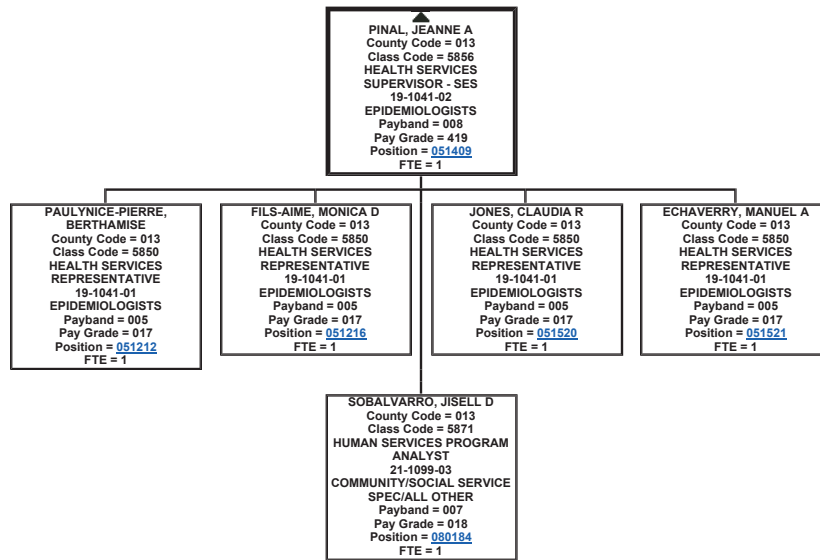 PINAL, JEANNE A
County Code = 013
Class Code = 5856
HEALTH SERVICES
SUPERVISOR - SES
19-1041-02
EPIDEMIOLOGISTS
Payband = 008
Pay Grade = 419
Position = 051409
FTE = 1
PAULYNICE-PIERRE,
BERTHAMISE
County Code = 013
Class Code = 5850
HEALTH SERVICES
REPRESENTATIVE
19-1041-01
EPIDEMIOLOGISTS
Payband = 005
Pay Grade = 017
Position = 051212
FTE = 1
FILS-AIME, MONICA D
County Code = 013
Class Code = 5850
HEALTH SERVICES
REPRESENTATIVE
19-1041-01
EPIDEMIOLOGISTS
Payband = 005
Pay Grade = 017
Position = 051216
FTE = 1
JONES, CLAUDIA R
County Code = 013
Class Code = 5850
HEALTH SERVICES
REPRESENTATIVE
19-1041-01
EPIDEMIOLOGISTS
Payband = 005
Pay Grade = 017
Position = 051520
FTE = 1
ECHAVERRY, MANUEL A
County Code = 013
Class Code = 5850
HEALTH SERVICES
REPRESENTATIVE
19-1041-01
EPIDEMIOLOGISTS
Payband = 005
Pay Grade = 017
Position = 051521
FTE = 1
SOBALVARRO, JISELL D
County Code = 013
Class Code = 5871
HUMAN SERVICES PROGRAM
ANALYST
21-1099-03
COMMUNITY/SOCIAL SERVICE
SPEC/ALL OTHER
Payband = 007
Pay Grade = 018
Position = 080184
FTE = 1